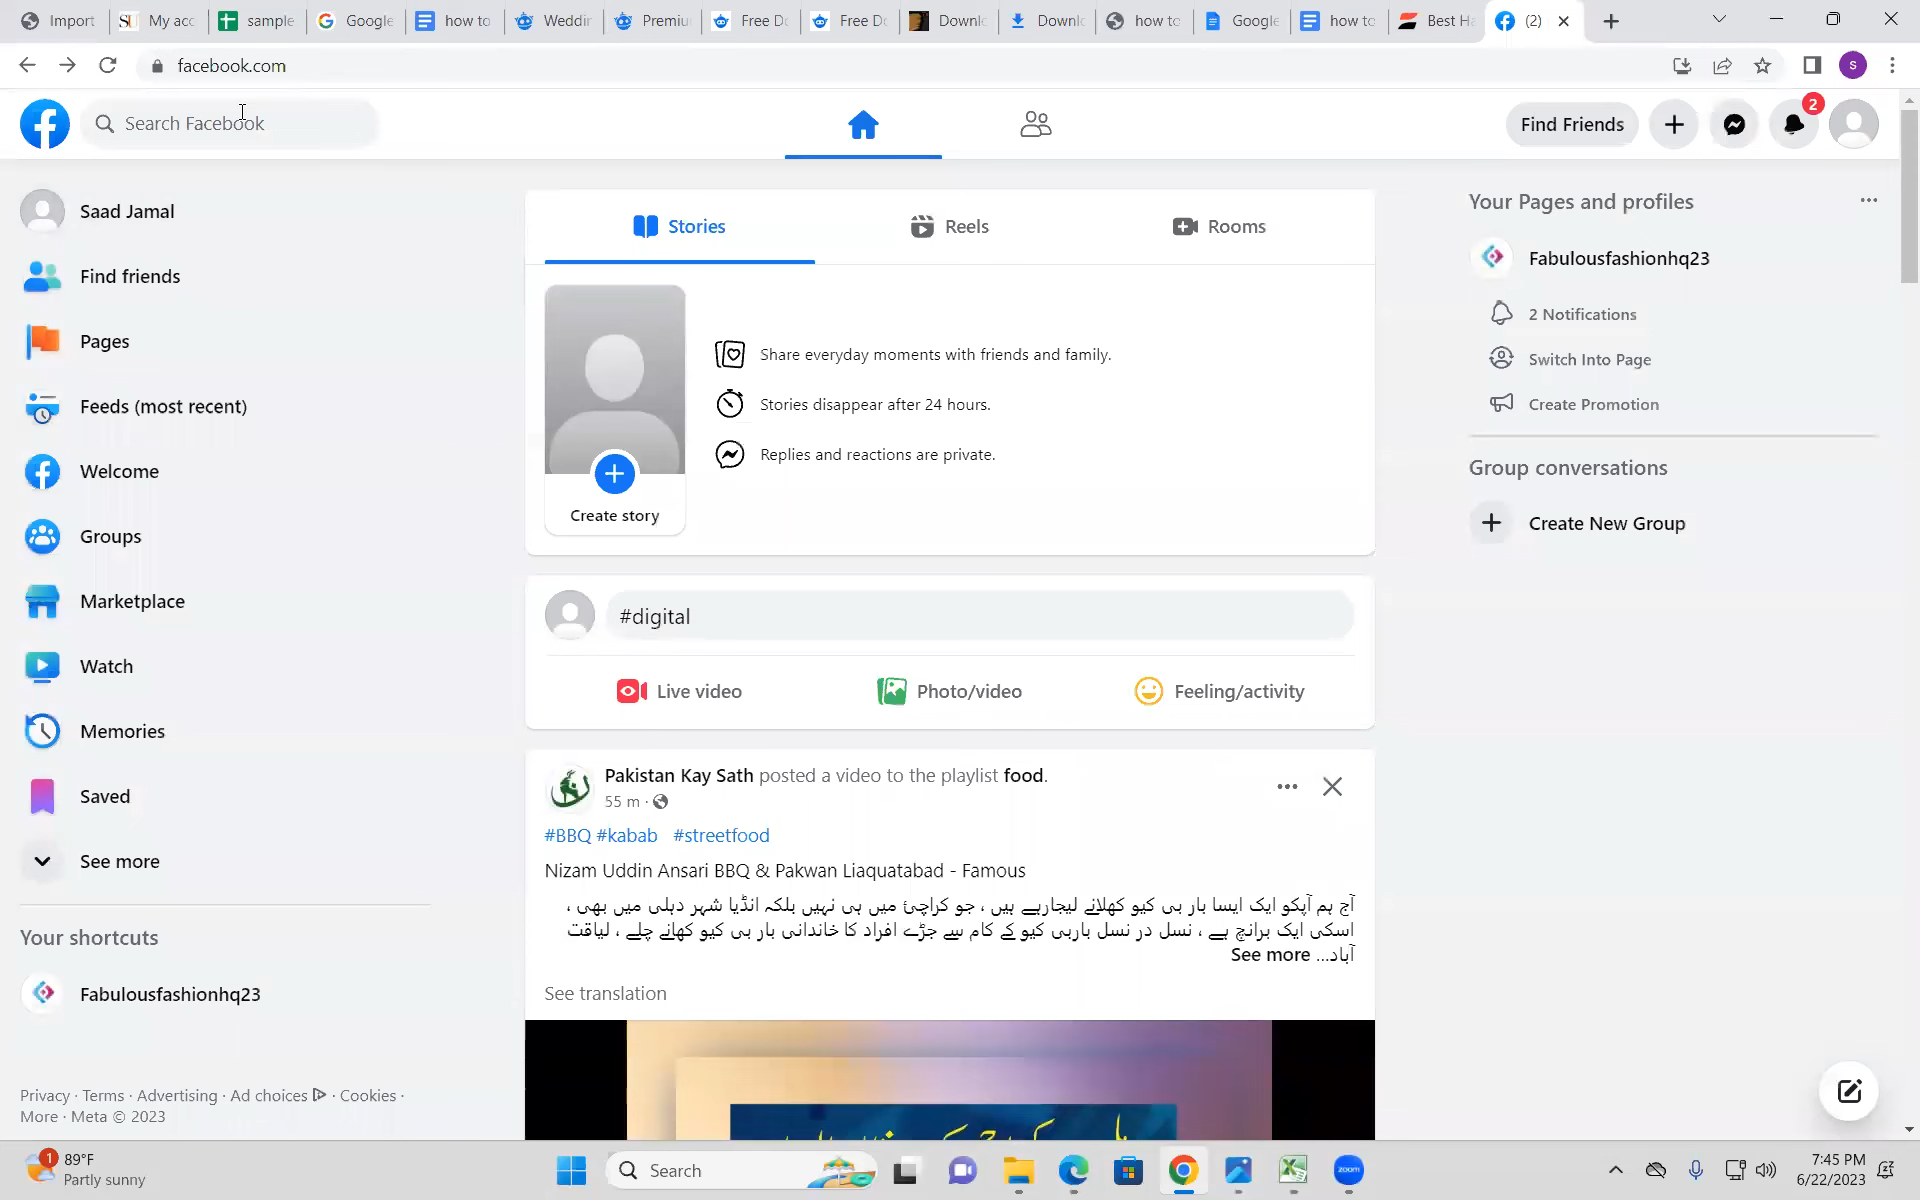 Import
My acc
sample
Google
how to
Weddin
Premiu
Free Do
Free Do
Downlo
Downlo
how to
Google
how to
Best Ha
(2)
facebook.com
S
Search Facebook
Find Friends
2
Saad Jamal
Find friends
Pages
Feeds (most recent)
Welcome
Groups
Marketplace
Watch
Memories
Saved
See more
Your shortcuts
Fabulousfashionhq23
Privacy · Terms · Advertising · Ad choices · Cookies ·
More · Meta © 2023
Stories
Reels
Rooms
Share everyday moments with friends and family.
Stories disappear after 24 hours.
Replies and reactions are private.
Create story
#digital
Live video
Photo/video
Feeling/activity
Pakistan Kay Sath posted a video to the playlist food.
55 m ·
#BBQ #kabab #streetfood
Nizam Uddin Ansari BBQ & Pakwan Liaquatabad - Famous
آج ہم آپکو ایک ایسا بار بی کیو کھلانے لیجارہے ہیں ، جو کراچئ میں ہی نہیں بلکہ انڈیا شہر دہلی میں بھی ،
اسکی ایک برانچ ہے ، نسل در نسل باربی کیو کے کام سے جڑے افراد کا خاندانی بار بی کیو کھانے چلے ، لیاقت
آباد... See more
See translation
Your Pages and profiles
Fabulousfashionhq23
2 Notifications
Switch Into Page
Create Promotion
Group conversations
Create New Group
1
89°F
Partly sunny
Search
zoom
7:45 PM
6/22/2023